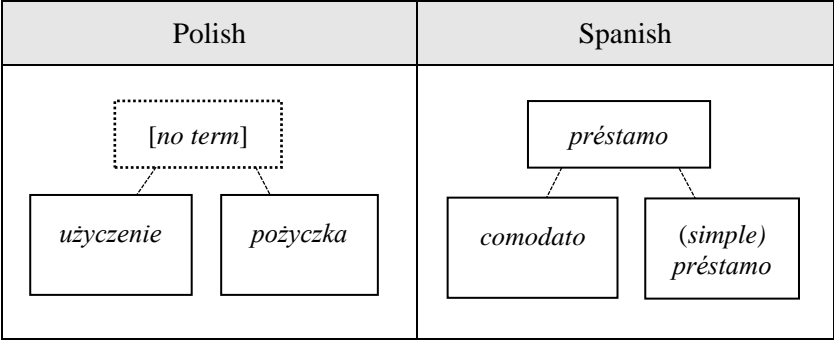 Polish
Spanish
[no term]
użyczenie
pożyczka
préstamo
comodato
(simple)
préstamo